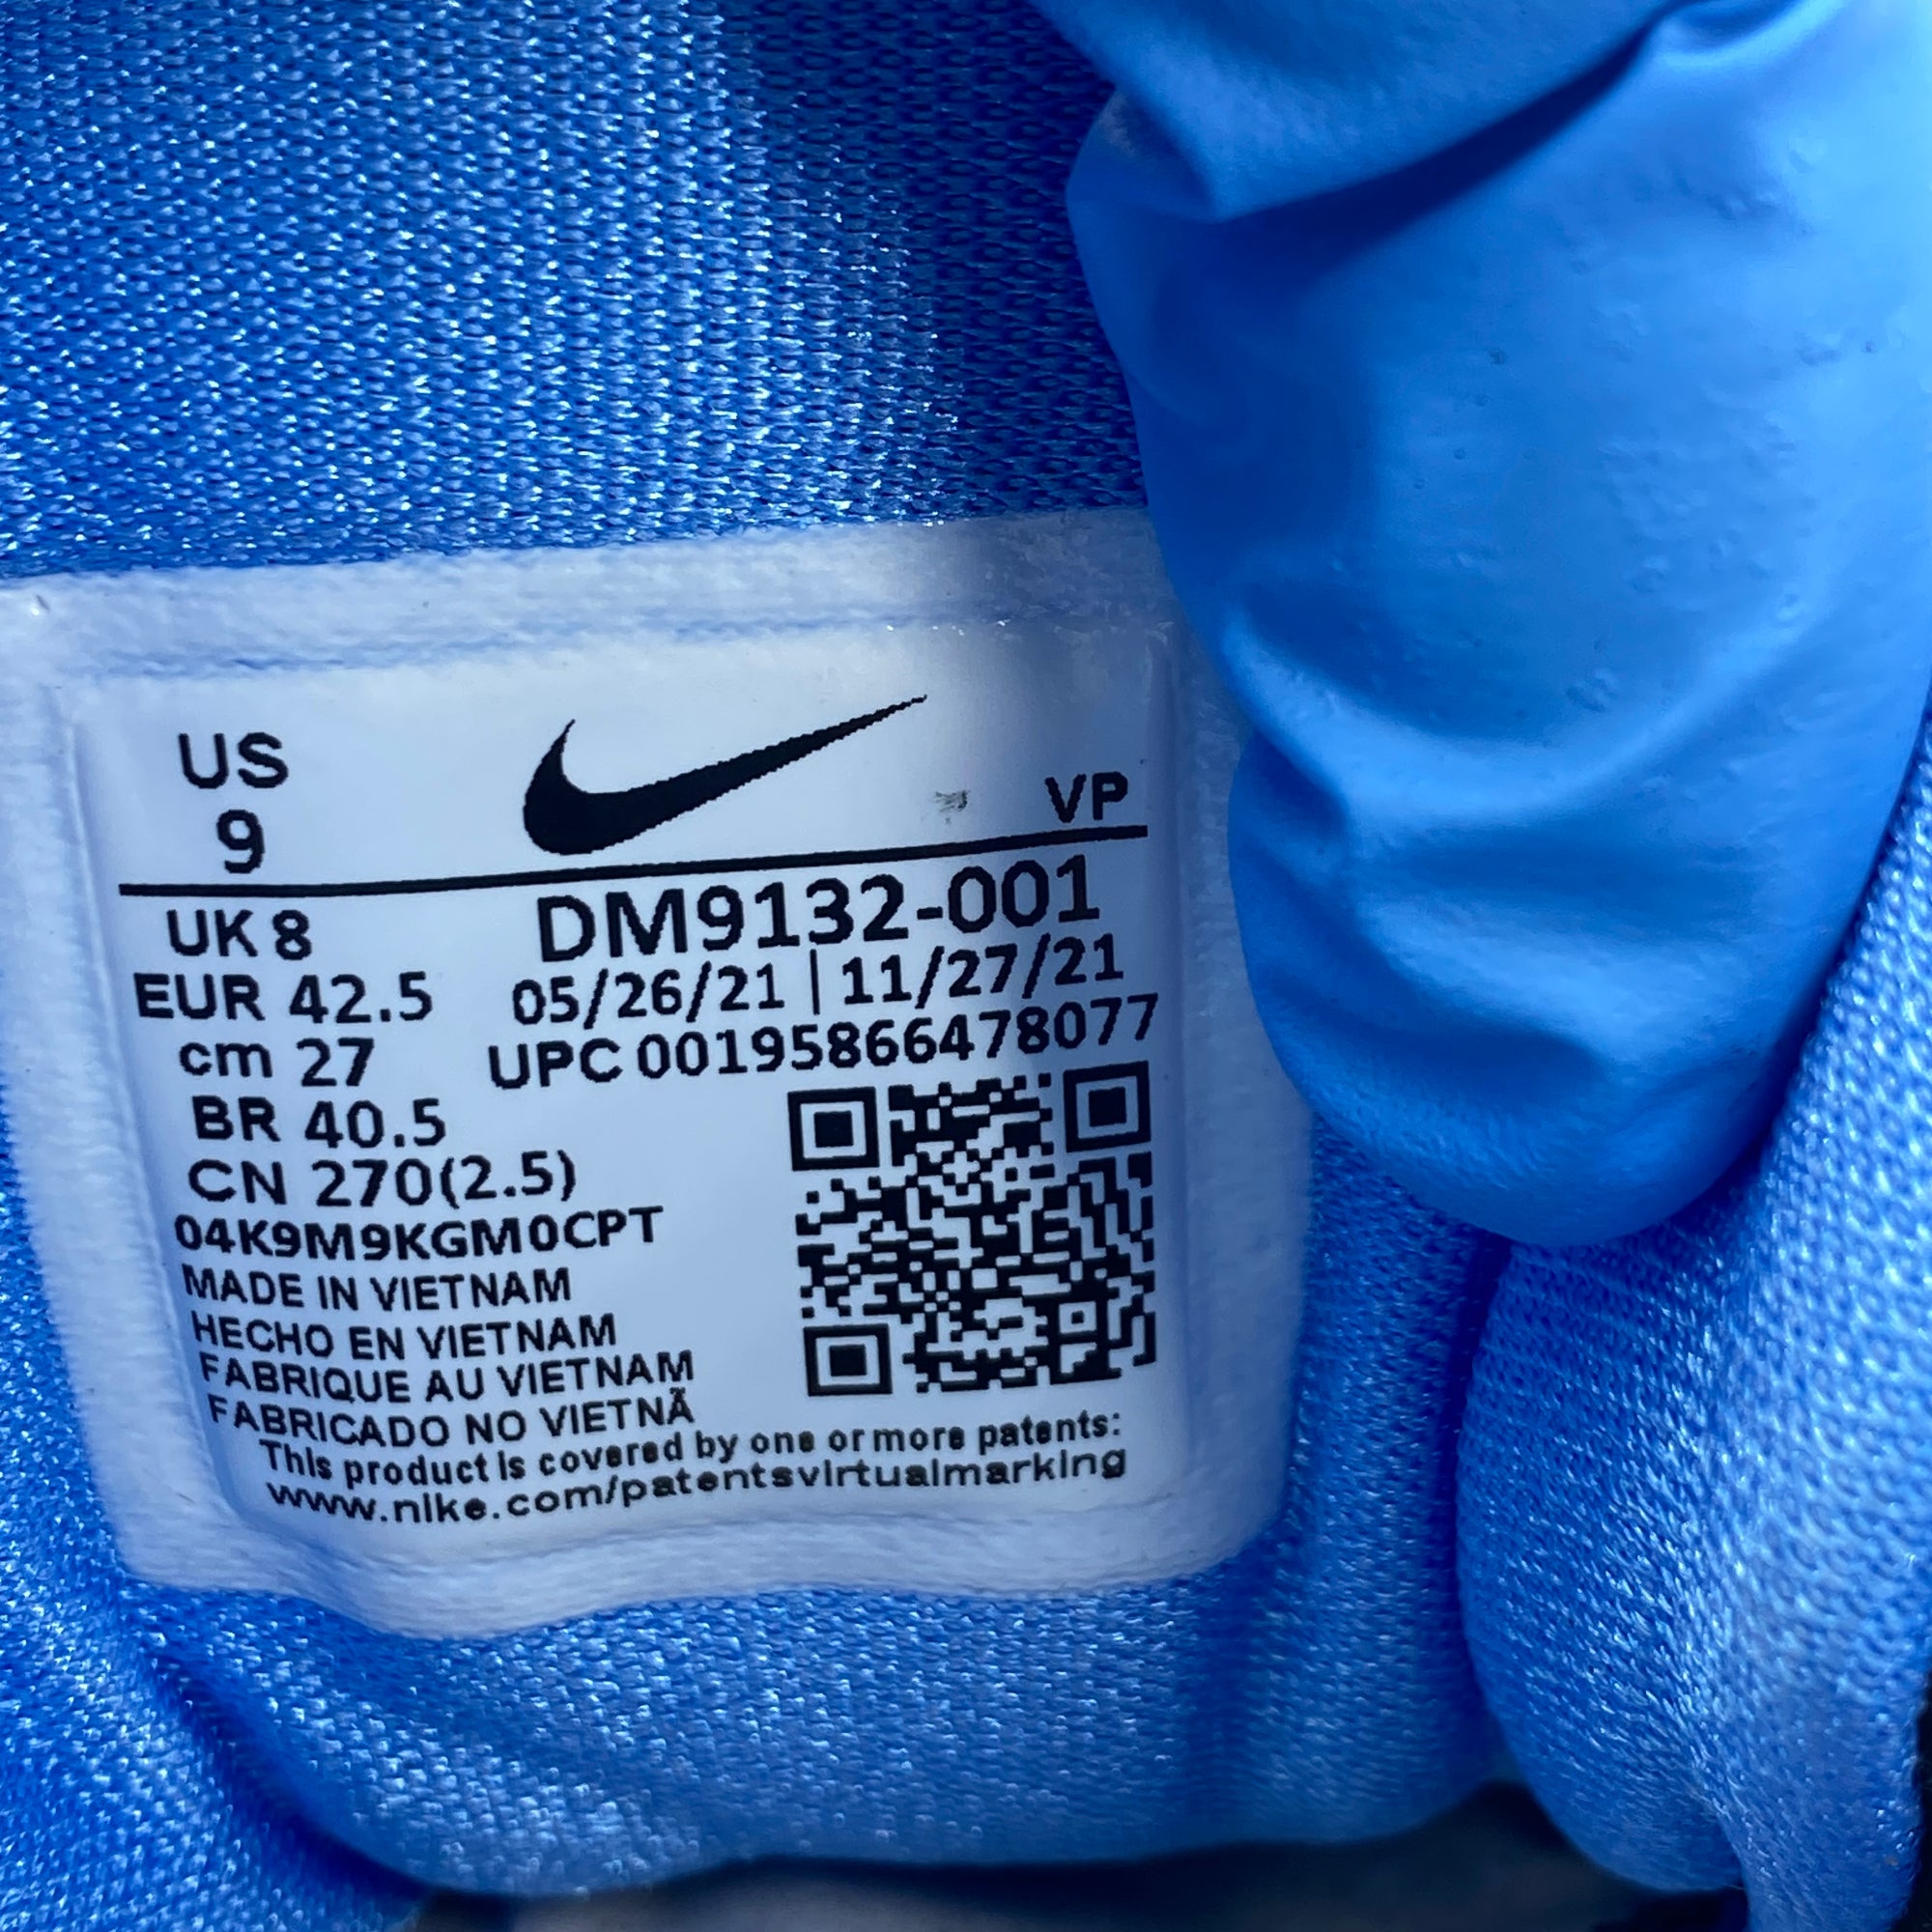 US
9
VP
UK 8
EUR 42.5
cm 27
BR 40.5
CN 270(2.5)
DM9132-001
05/26/21 | 11/27/21
UPC 00195866478077
04K9M9KGM0CPT
MADE IN VIETNAM
HECHO EN VIETNAM
FABRIQUE AU VIETNAM
FABRICADO NO VIETNÃ
This product is covered by one or more patents:
www.nike.com/patentsvirtualmarking